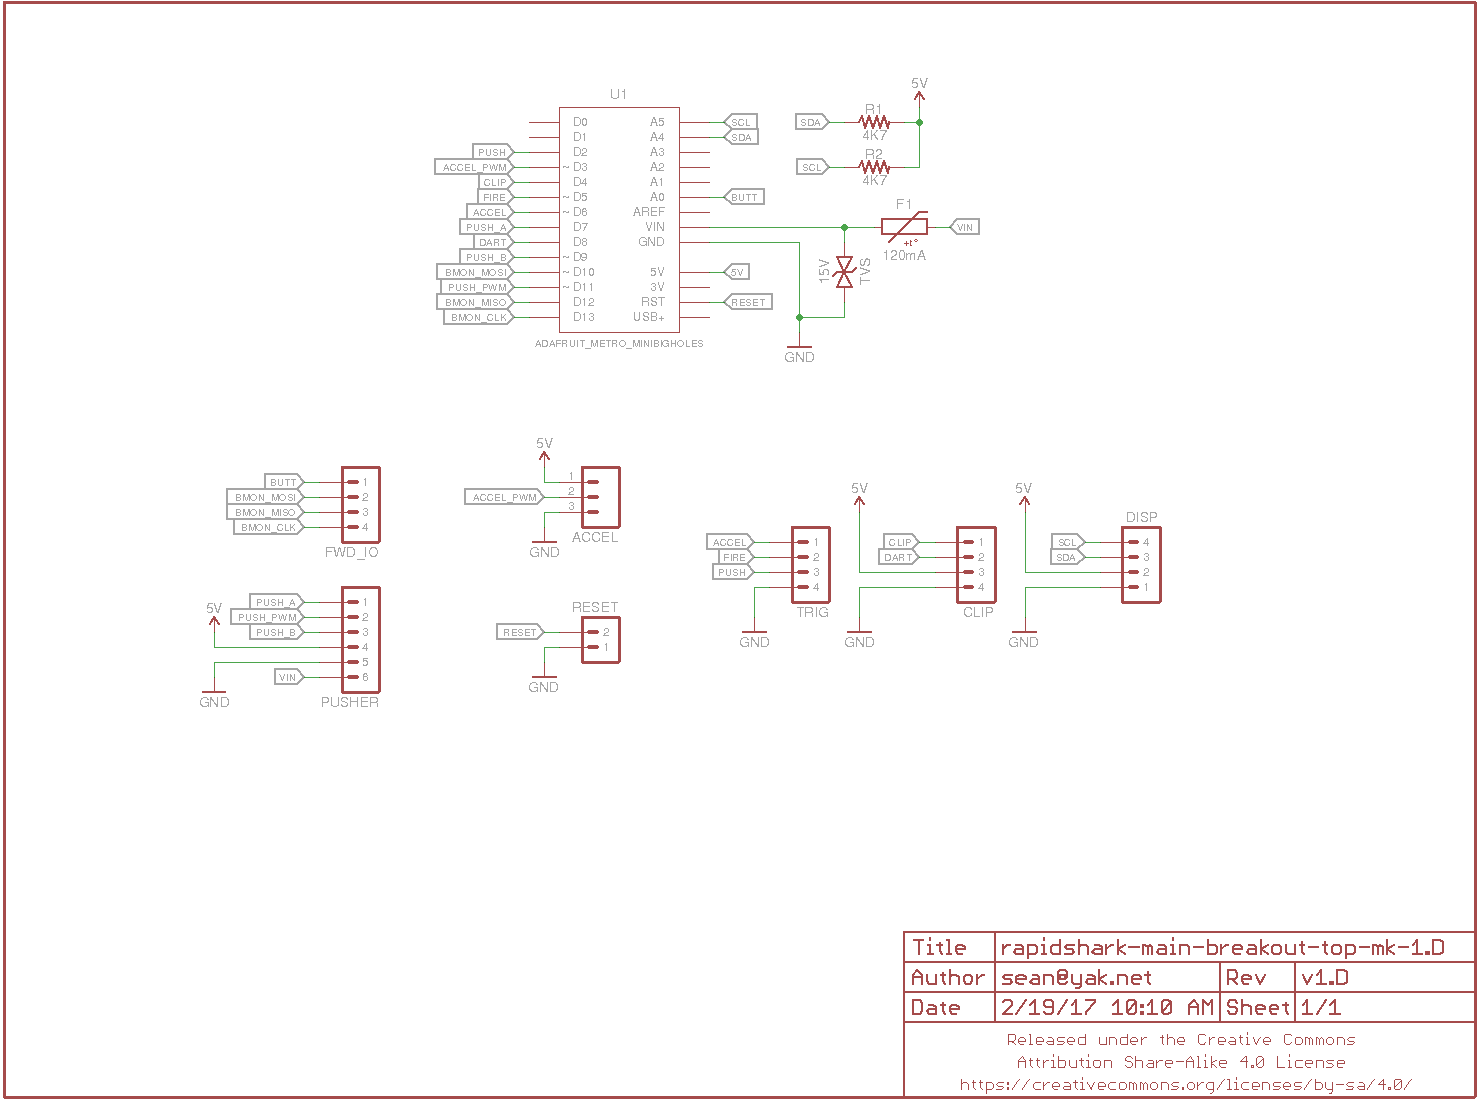 U1
D0 A5 SCL
D1 A4 SDA
PUSH D2 A3
ACCEL_PWM ~ D3 A2
CLIP D4 A1
FIRE ~ D5 A0 BUTT
ACCEL ~ D6 AREF
PUSH_A D7 VIN
DART D8 GND
PUSH_B ~ D9
BMON_MOSI ~ D10 5V 5V
PUSH_PWM ~ D11 3V
BMON_MISO D12 RST RESET
BMON_CLK D13 USB+
ADAFRUIT_METRO_MINIBIGHOLES
5V
SDA R1
4K7
SCL R2
4K7
F1
VIN
+t°
120mA
15V
TVS
GND
BUTT 1
BMON_MOSI 2
BMON_MISO 3
BMON_CLK 4
FWD_IO
5V
1
ACCEL_PWM 2
3
GND
ACCEL
PUSH_A 1
5V PUSH_PWM 2
PUSH_B 3
4
5
VIN 6
GND
PUSHER
RESET
RESET 2
1
GND
ACCEL 1
FIRE 2
PUSH 3
4
TRIG
GND
5V
CLIP 1
DART 2
3
4
CLIP
GND
5V
DISP
SCL 4
SDA 3
2
1
GND
Title rapidshark-main-breakout-top-mk-1.D
Author sean@yak.net Rev v1.D
Date 2/19/17 10:10 AM Sheet 1/1
Released under the Creative Commons
Attribution Share-Alike 4.0 License
https://creativecommons.org/licenses/by-sa/4.0/